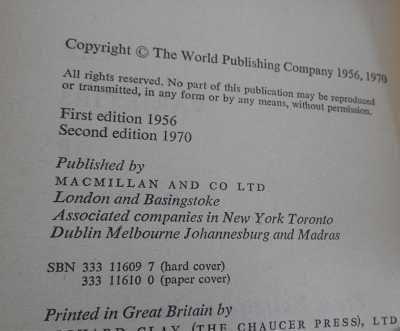 Copyright © The World Publishing Company 1956, 1970
All rights reserved. No part of this publication may be reproduced
or transmitted, in any form or by any means, without permission.
First edition 1956
Second edition 1970
Published by
MACMILLAN AND CO LTD
London and Basingstoke
Associated companies in New York Toronto
Dublin Melbourne Johannesburg and Madras
SBN 333 11609 7 (hard cover)
333 11610 0 (paper cover)
Printed in Great Britain by
CLAY (THE CHAUCER PRESS), LTD